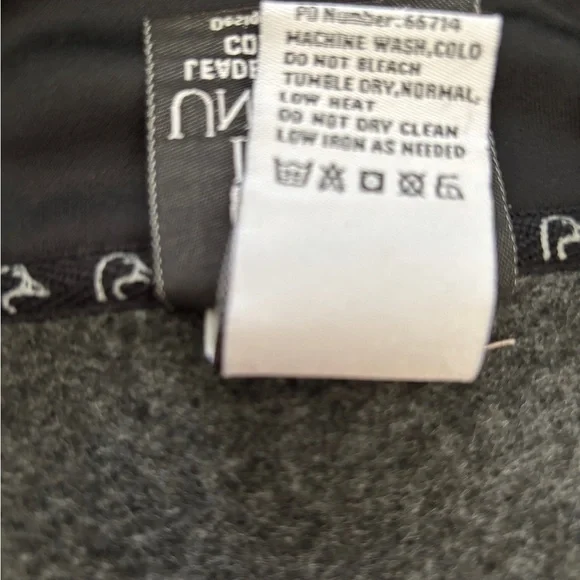 PO Number: 65714
MACHINE WASH,COLD
DO NOT BLEACH
TUMBLE DRY,NORMAL,
LOW HEAT
DO NOT DRY CLEAN
LOW IRON AS NEEDED